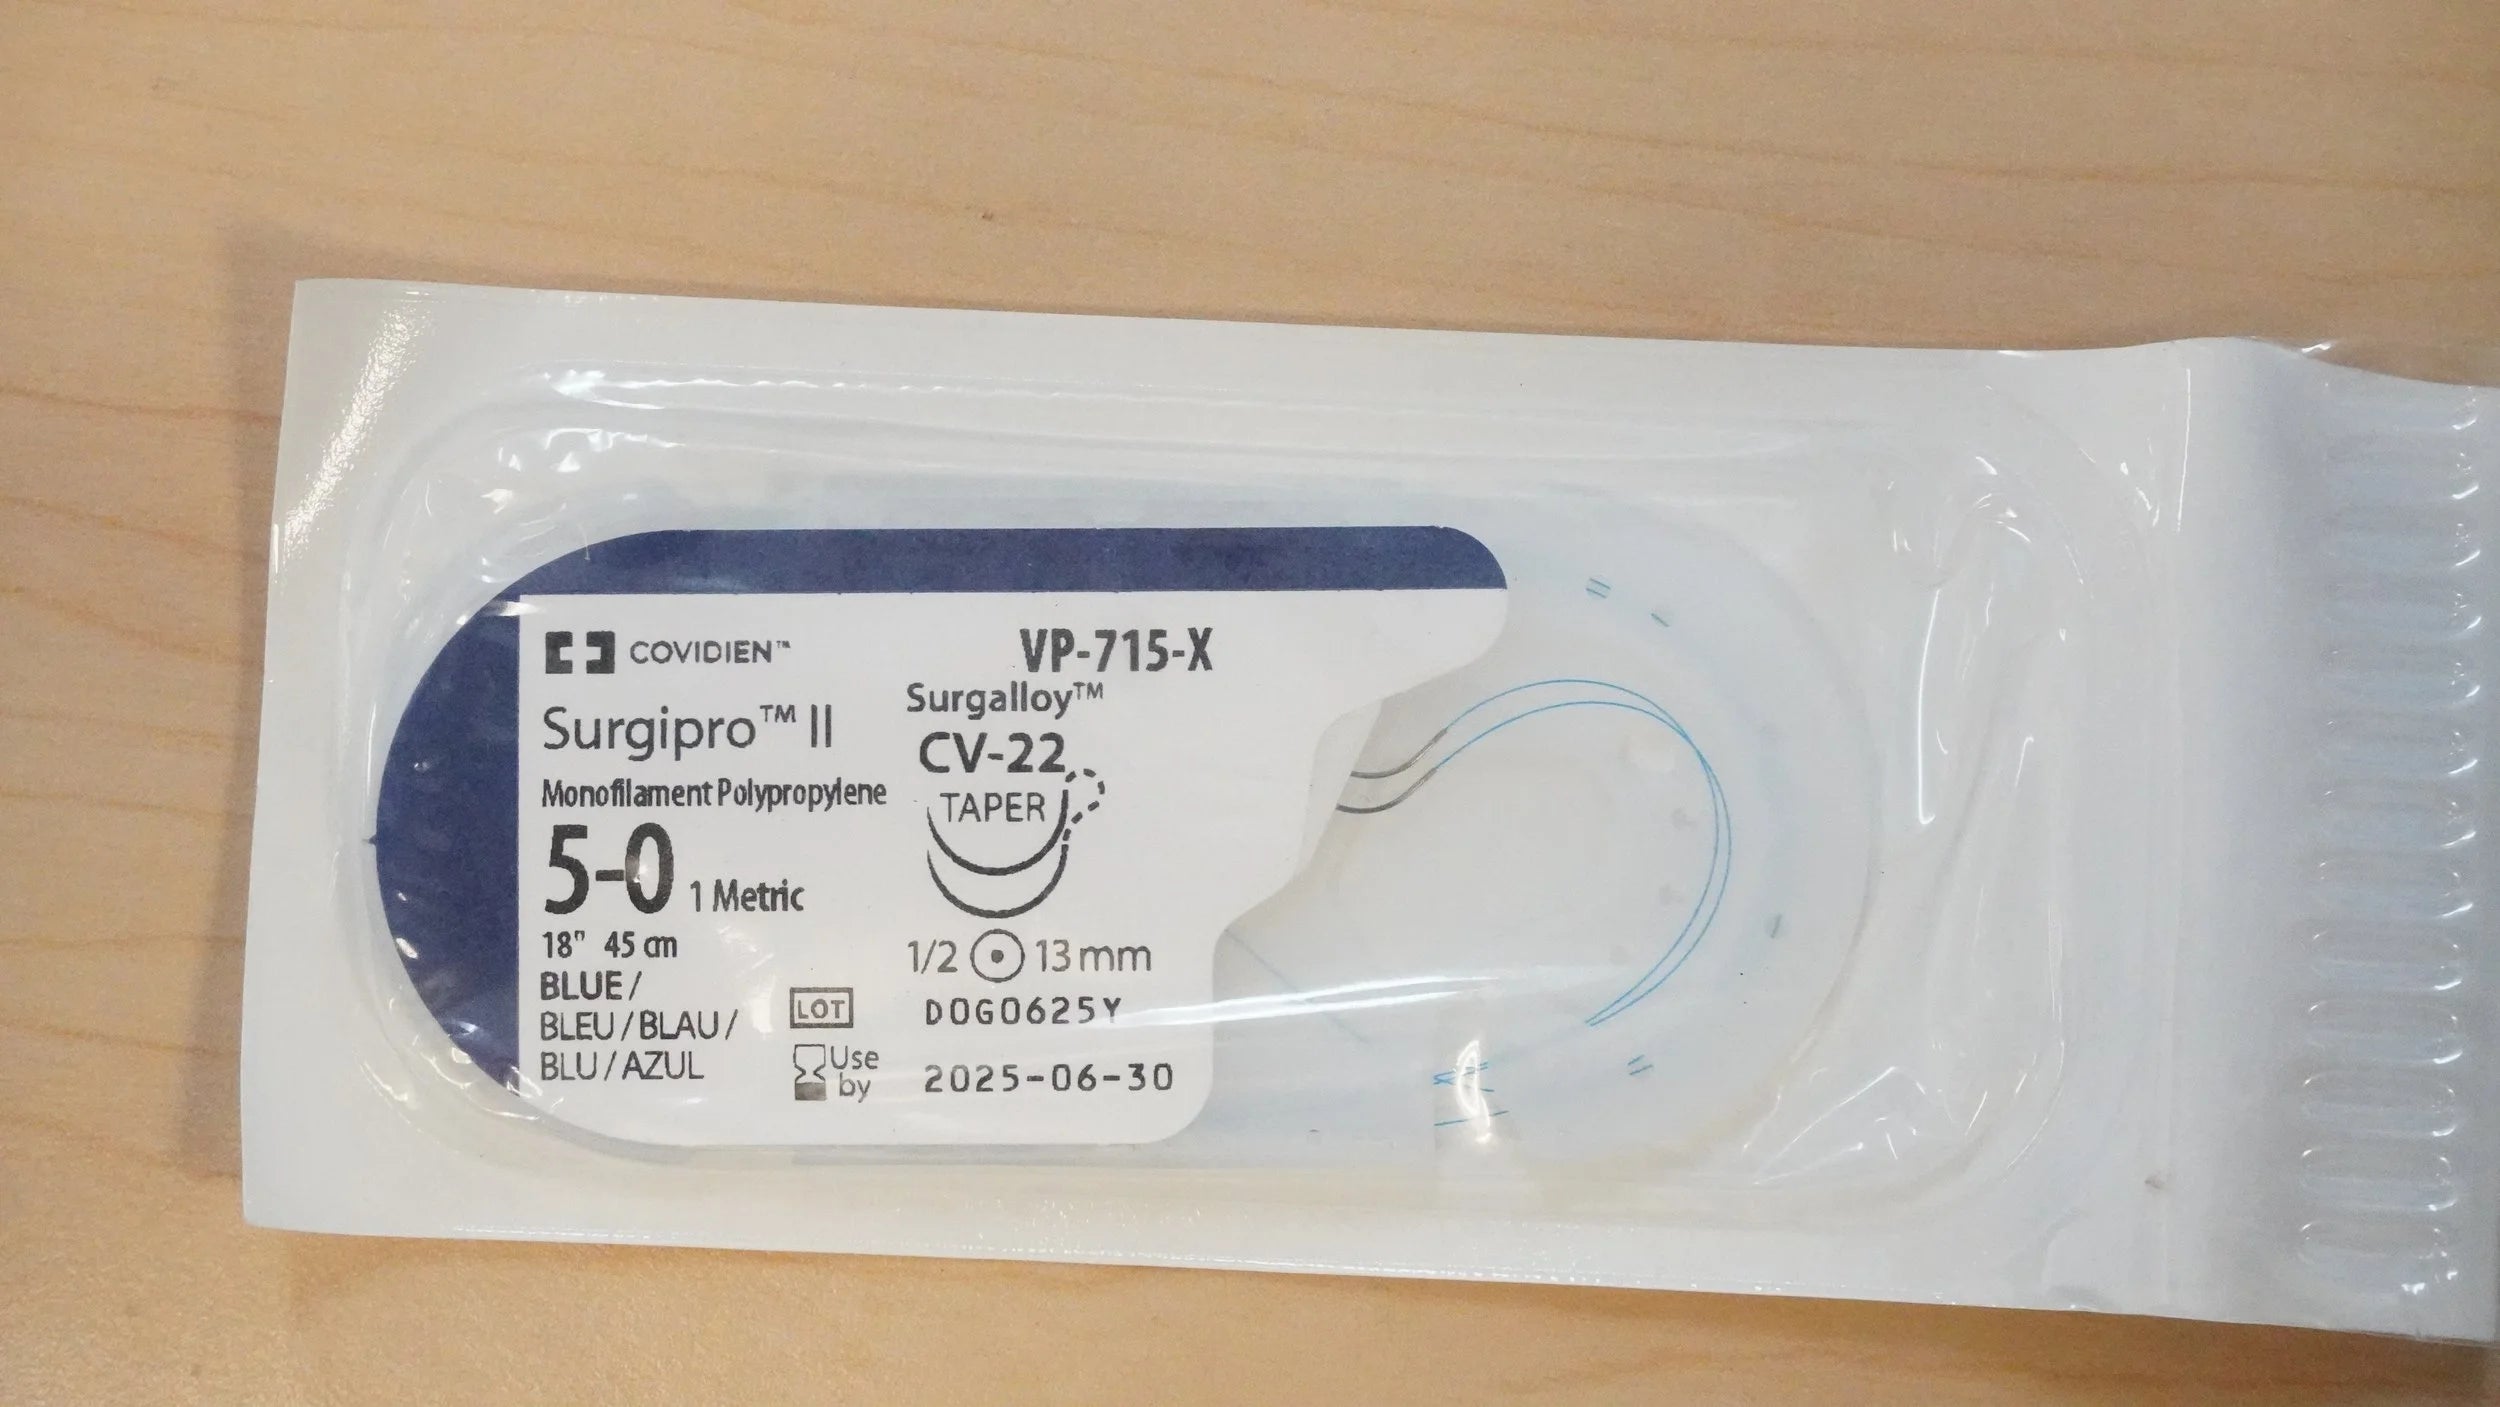 COVIDIEN™
VP-715-X
Surgipro™ II
Monofilament Polypropylene
5-0 1 Metric
18" 45 cm
BLUE/
BLEU/BLAU/
BLU/AZUL
Surgalloy™
CV-22
TAPER
1/2 13 mm
LOT D0G0625Y
Use
by 2025-06-30